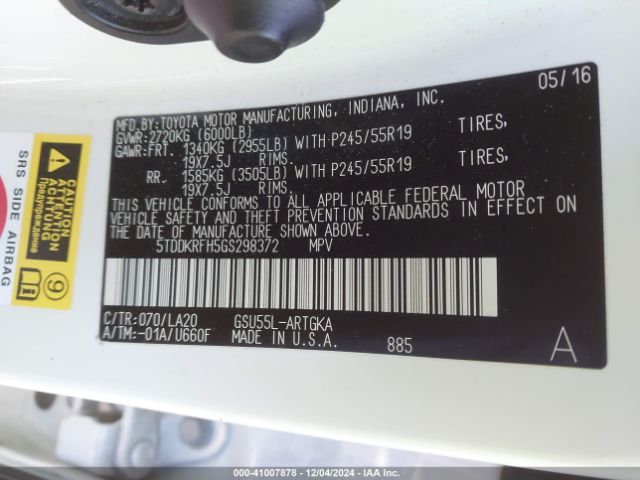 05/16
MFD.BY:TOYOTA MOTOR MANUFACTURING, INDIANA, INC.
GVWR:2720KG (6000LB)
GAWR:FRT. 1340KG (2955LB) WITH P245/55R19 TIRES,
19X7.5J RIMS.
RR. 1585KG (3505LB) WITH P245/55R19 TIRES,
19X7.5J RIMS.
THIS VEHICLE CONFORMS TO ALL APPLICABLE FEDERAL MOTOR
VEHICLE SAFETY AND THEFT PREVENTION STANDARDS IN EFFECT ON
THE DATE OF MANUFACTURE SHOWN ABOVE.
5TDDKRFH5GS298372 MPV
C/TR:070/LA20 GSU55L-ARTGKA
A/TM:-01A/U660F MADE IN U.S.A.
885
A
SRS SIDE AIRBAG
CAUTION
ATTENTION
ACHTUNG
Предупреждение
9
000-41007878 - 12/04/2024 - IAA Inc.